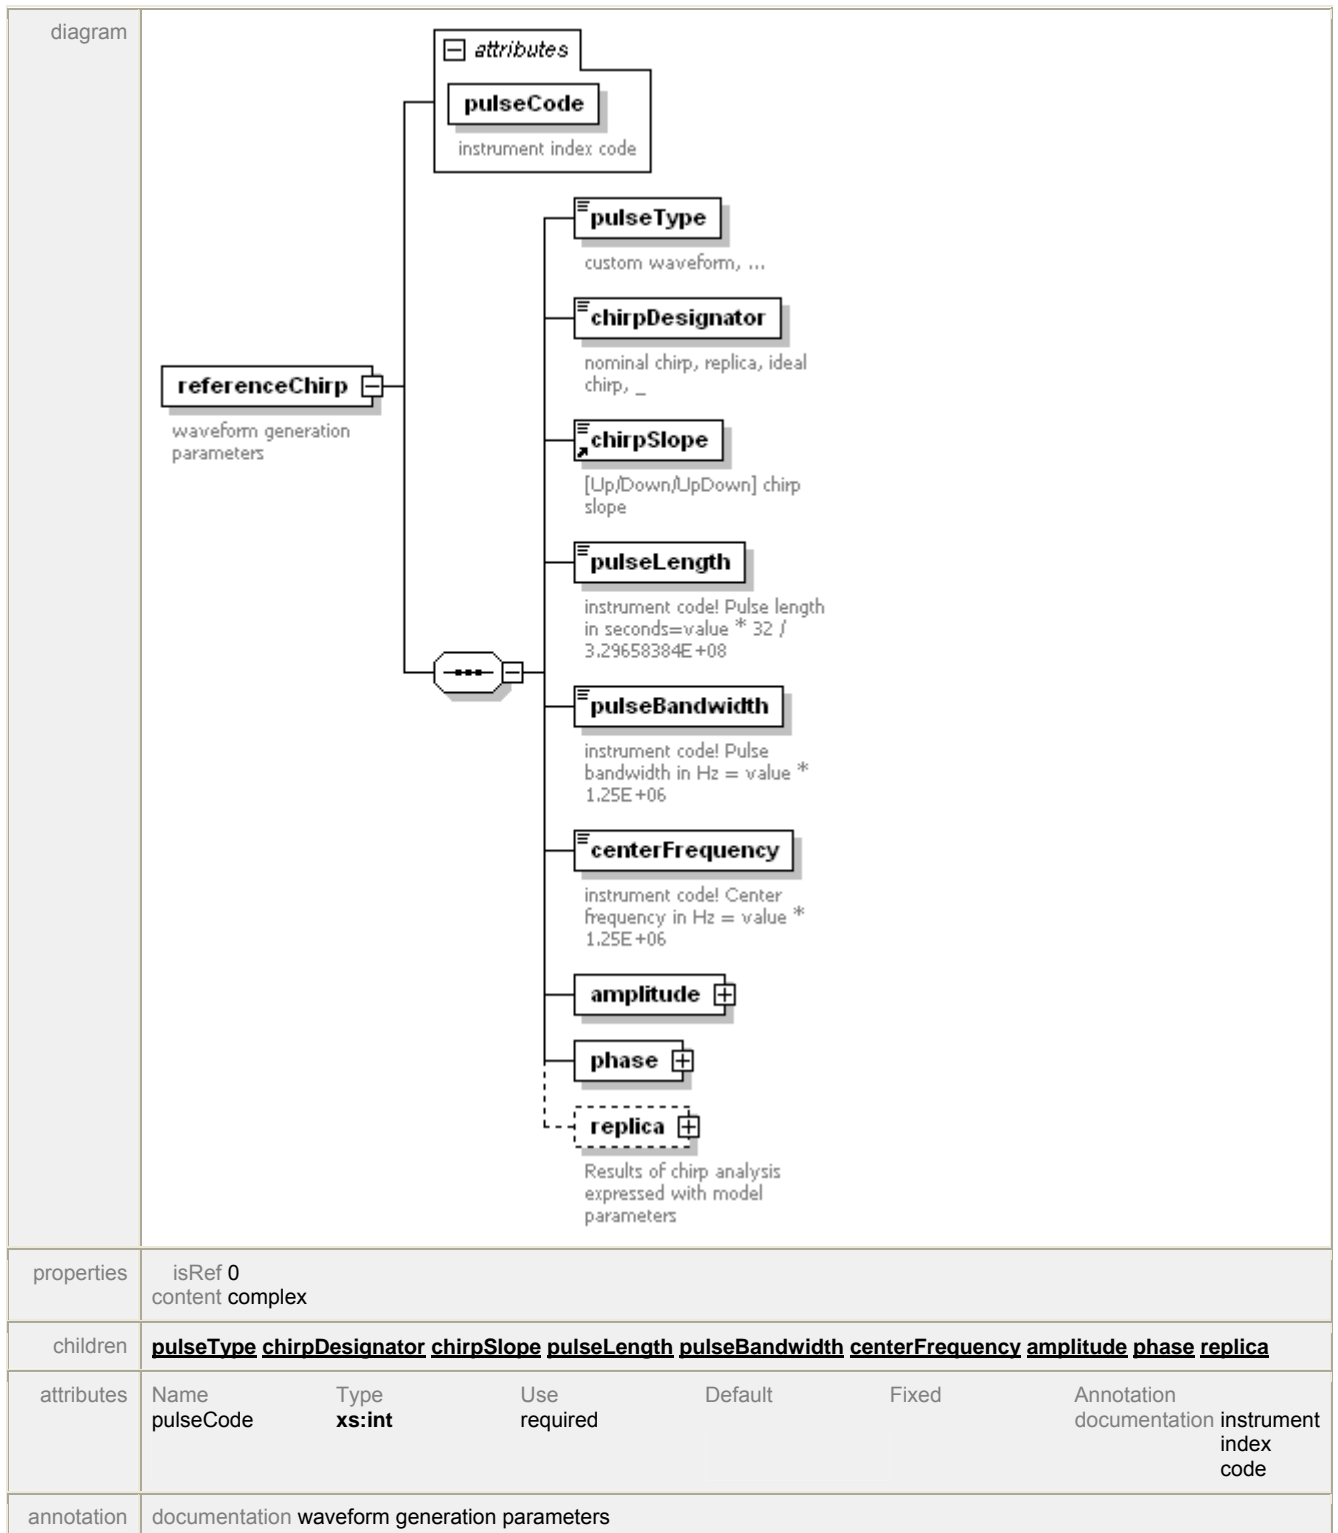 diagram
attributes
pulseCode
instrument index code
pulseType
custom waveform, ...
chirpDesignator
nominal chirp, replica, ideal
chirp, _
referenceChirp
waveform generation
parameters
chirpSlope
[Up/Down/UpDown] chirp
slope
pulseLength
instrument code! Pulse length
in seconds=value * 32 /
3.29658384E+08
pulseBandwidth
instrument code! Pulse
bandwidth in Hz = value *
1.25E+06
centerFrequency
instrument code! Center
frequency in Hz = value *
1.25E+06
amplitude
phase
replica
Results of chirp analysis
expressed with model
parameters
properties
isRef 0
content complex
children
pulseType chirpDesignator chirpSlope pulseLength pulseBandwidth centerFrequency amplitude phase replica
attributes
Name Type Use Default Fixed Annotation
pulseCode xs:int required documentation instrument
index
code
annotation
documentation waveform generation parameters